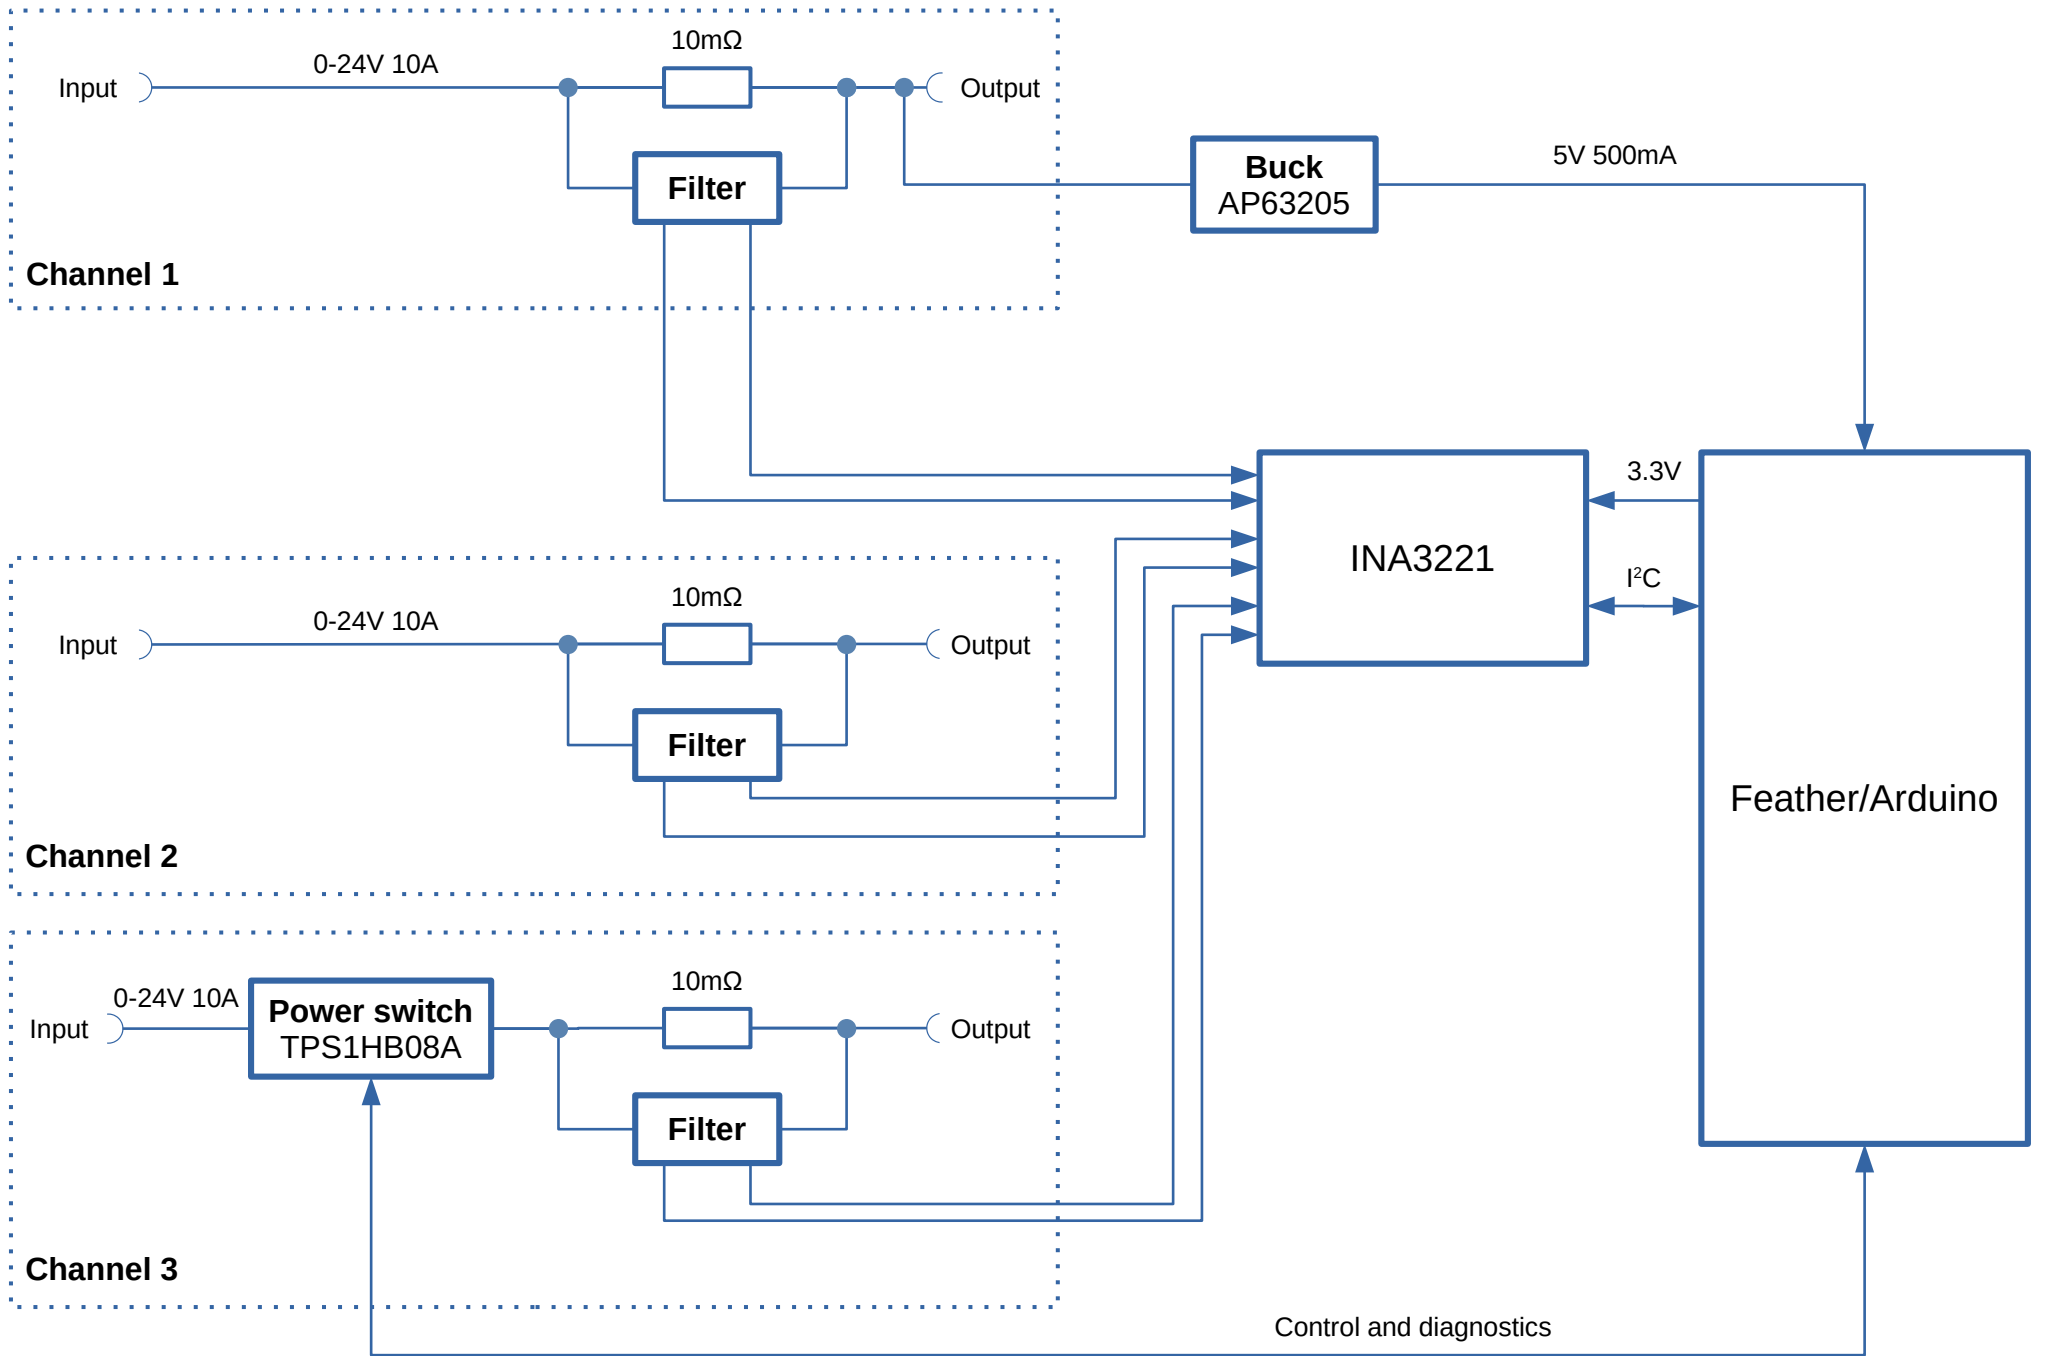 10mΩ
0-24V 10A
Input
Output
Filter
Channel 1
Buck
AP63205
5V 500mA
10mΩ
0-24V 10A
Input
Output
Filter
Channel 2
INA3221
3.3V
I²C
Feather/Arduino
10mΩ
0-24V 10A
Input
Power switch
TPS1HB08A
Output
Filter
Channel 3
Control and diagnostics